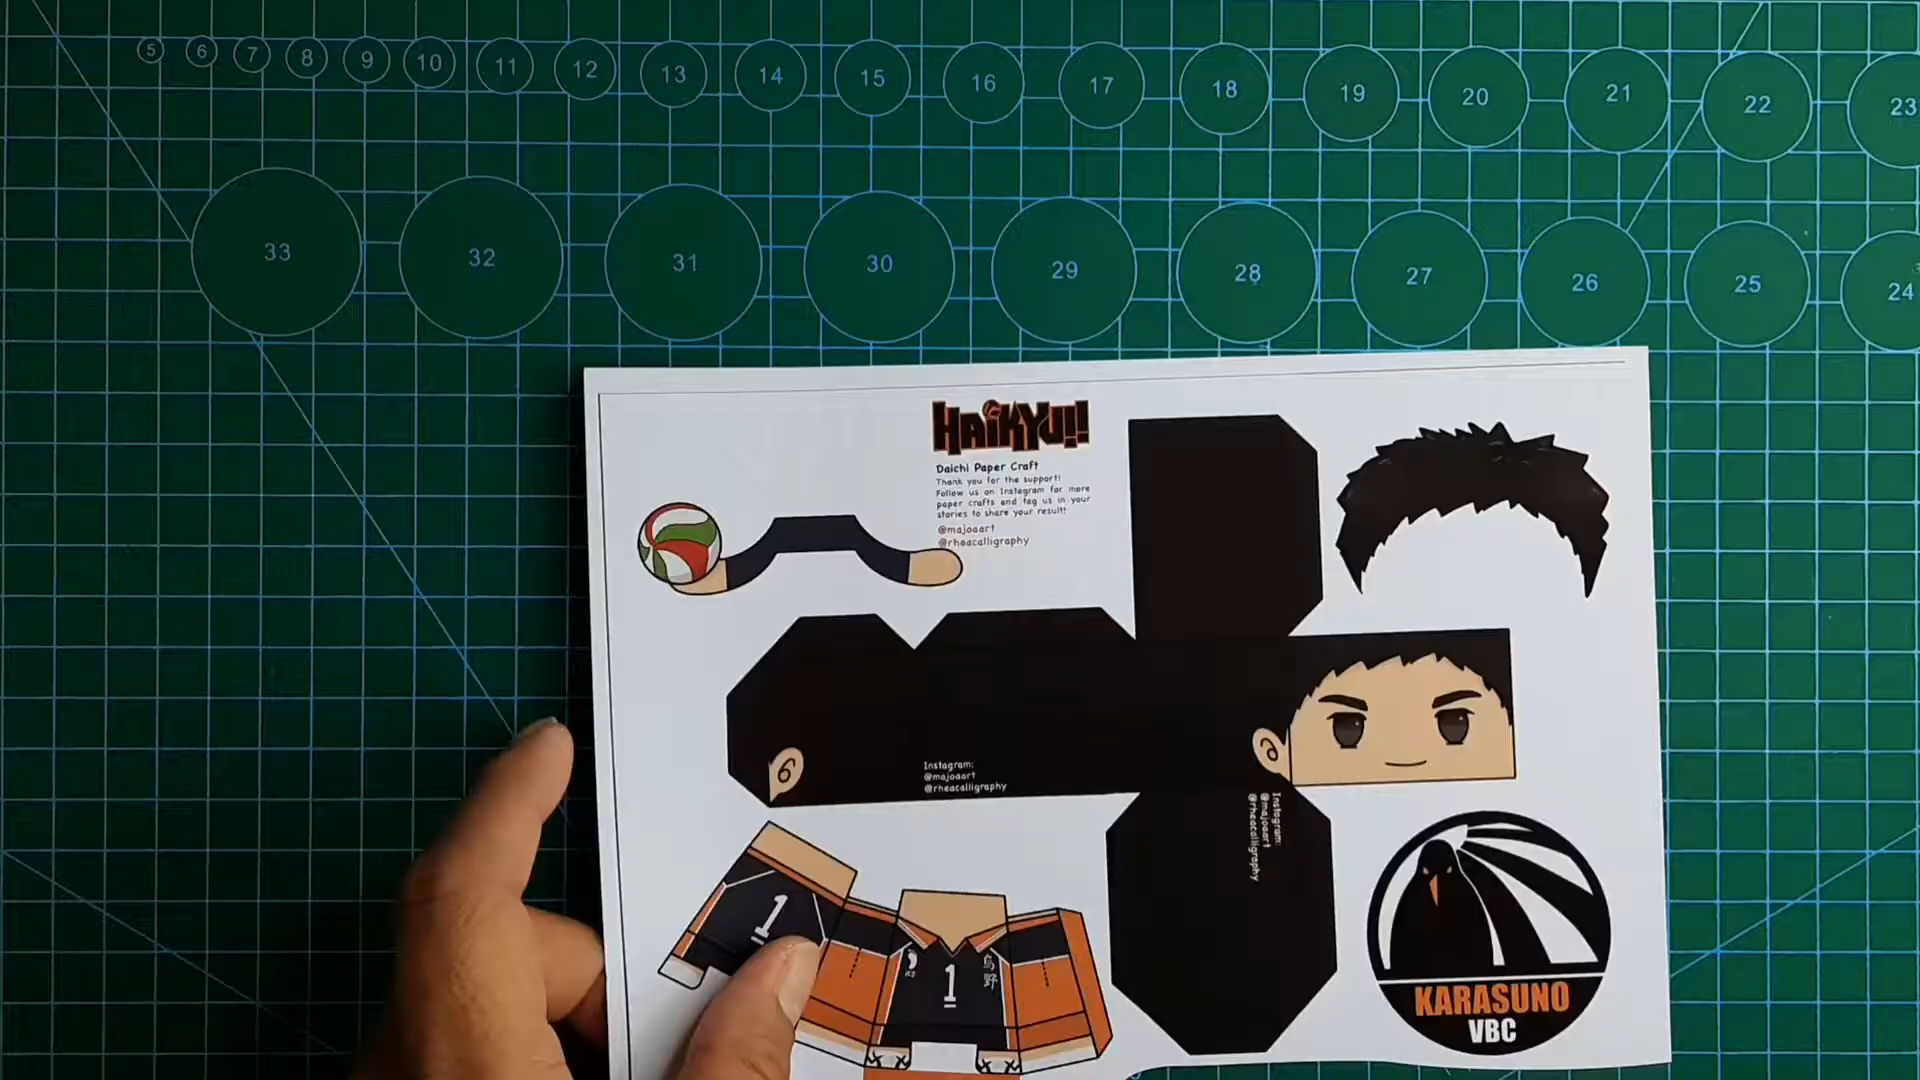 5 6 7 8 9 10 11 12 13 14 15 16 17 18 19 20 21 22 23
33 32 31 30 29 28 27 26 25 24
HAIKYU!!
Daichi Paper Craft
Thank you for the support!
Follow us on Instagram for more
paper crafts and tag us in your
stories to share your result!
@majoaart
@rheacalligraphy
Instagram:
@majoaart
@rheacalligraphy
Instagram:
@majoaart
@rheacalligraphy
1
1
烏野
KARASUNO
VBC